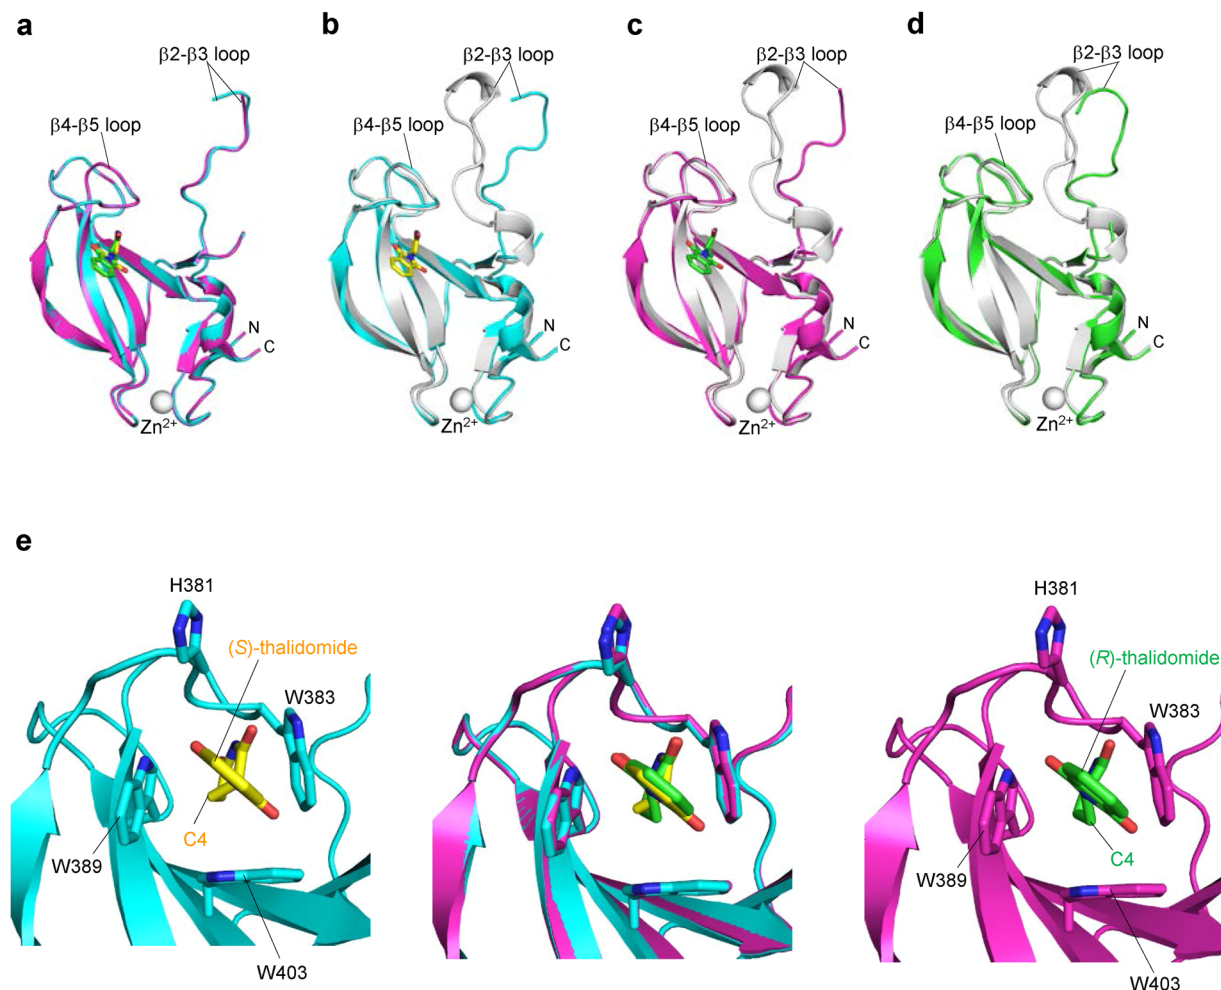 a
b
c
d
β2-β3 loop
β2-β3 loop
β2-β3 loop
β2-β3 loop
β4-β5 loop
β4-β5 loop
β4-β5 loop
β4-β5 loop
N
C
N
C
N
C
N
C
Zn2+
Zn2+
Zn2+
Zn2+
e
H381
(S)-thalidomide
W383
C4
W389
W403
H381
(R)-thalidomide
W383
C4
W389
W403